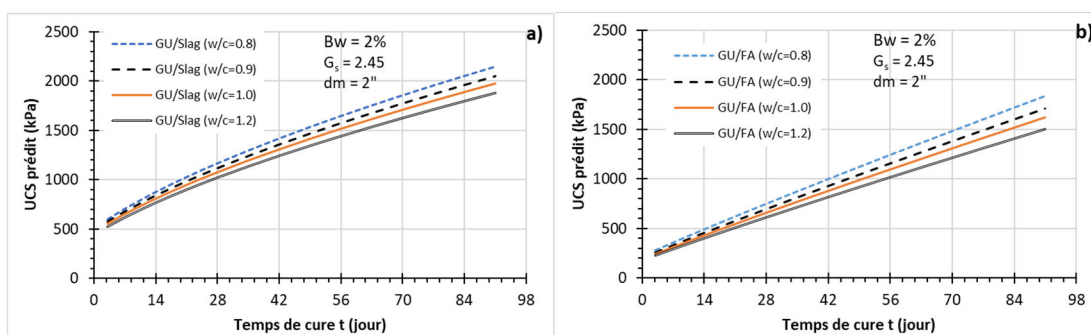 a)
GU/Slag (w/c=0.8)
GU/Slag (w/c=0.9)
GU/Slag (w/c=1.0)
GU/Slag (w/c=1.2)
Bw = 2%
Gs = 2.45
dm = 2"
UCS prédit (kPa)
2500
2000
1500
1000
500
0
0 14 28 42 56 70 84 98
Temps de cure t (jour)
b)
GU/FA (w/c=0.8)
GU/FA (w/c=0.9)
GU/FA (w/c=1.0)
GU/FA (w/c=1.2)
Bw = 2%
Gs = 2.45
dm = 2"
UCS prédit (kPa)
2500
2000
1500
1000
500
0
0 14 28 42 56 70 84 98
Temps de cure t (jour)